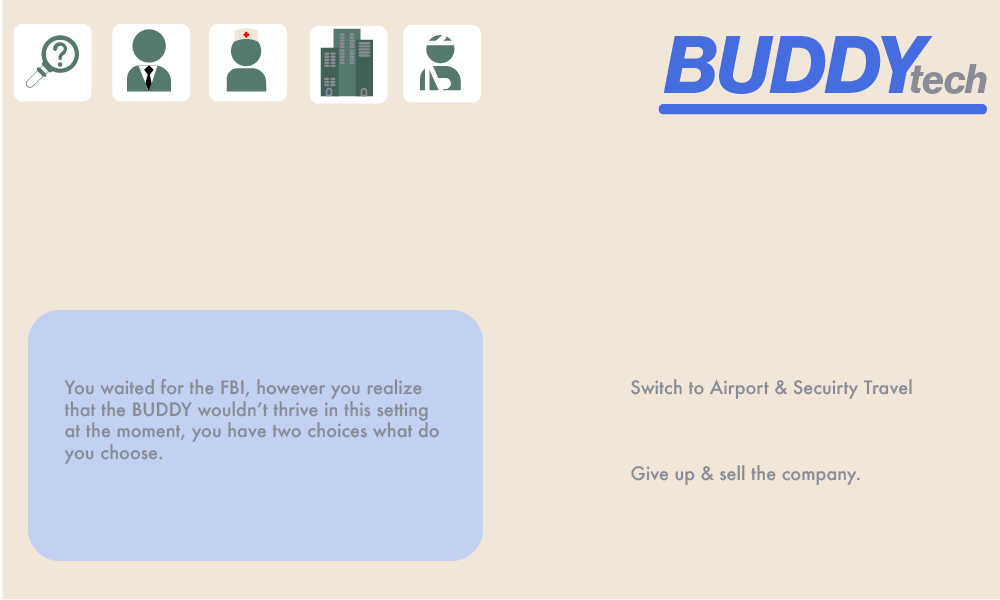 ?
BUDDYtech
You waited for the FBI, however you realize
that the BUDDY wouldn't thrive in this setting
at the moment, you have two choices what do
you choose.
Switch to Airport & Secuirty Travel
Give up & sell the company.